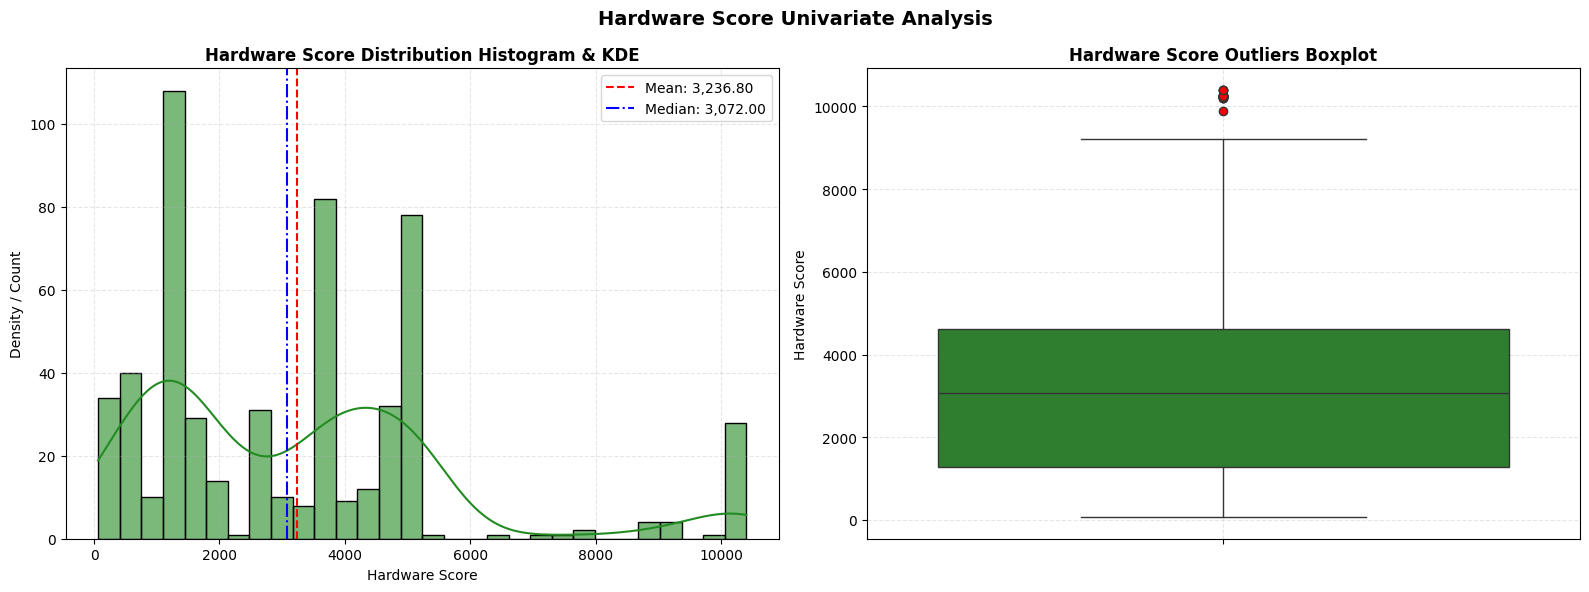 Hardware Score Univariate Analysis
Hardware Score Distribution Histogram & KDE
Mean: 3,236.80
Median: 3,072.00
Density / Count
100
80
60
40
20
0
0 2000 4000 6000 8000 10000
Hardware Score
Hardware Score Outliers Boxplot
Hardware Score
10000
8000
6000
4000
2000
0